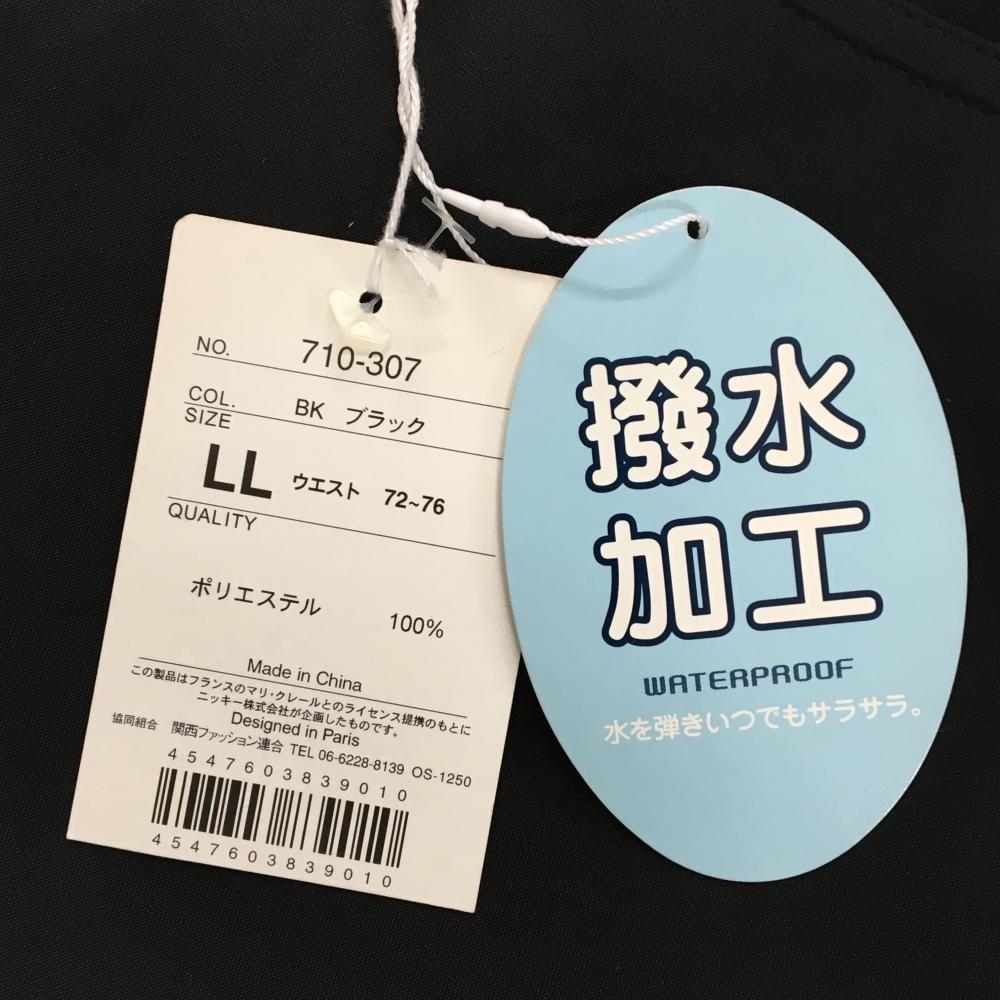 NO. 710-307
COL. BK ブラック
SIZE
LL ウエスト 72~76
QUALITY
ポリエステル 100%
Made in China
この製品はフランスのマリ・クレールとのライセンス提携のもとに
ニッキー株式会社が企画したものです。
Designed in Paris
協同組合 関西ファッション連合 TEL 06-6228-8139 OS-1250
4547603839010
4547603839010
撥水
加工
WATERPROOF
水を弾きいつでもサラサラ。